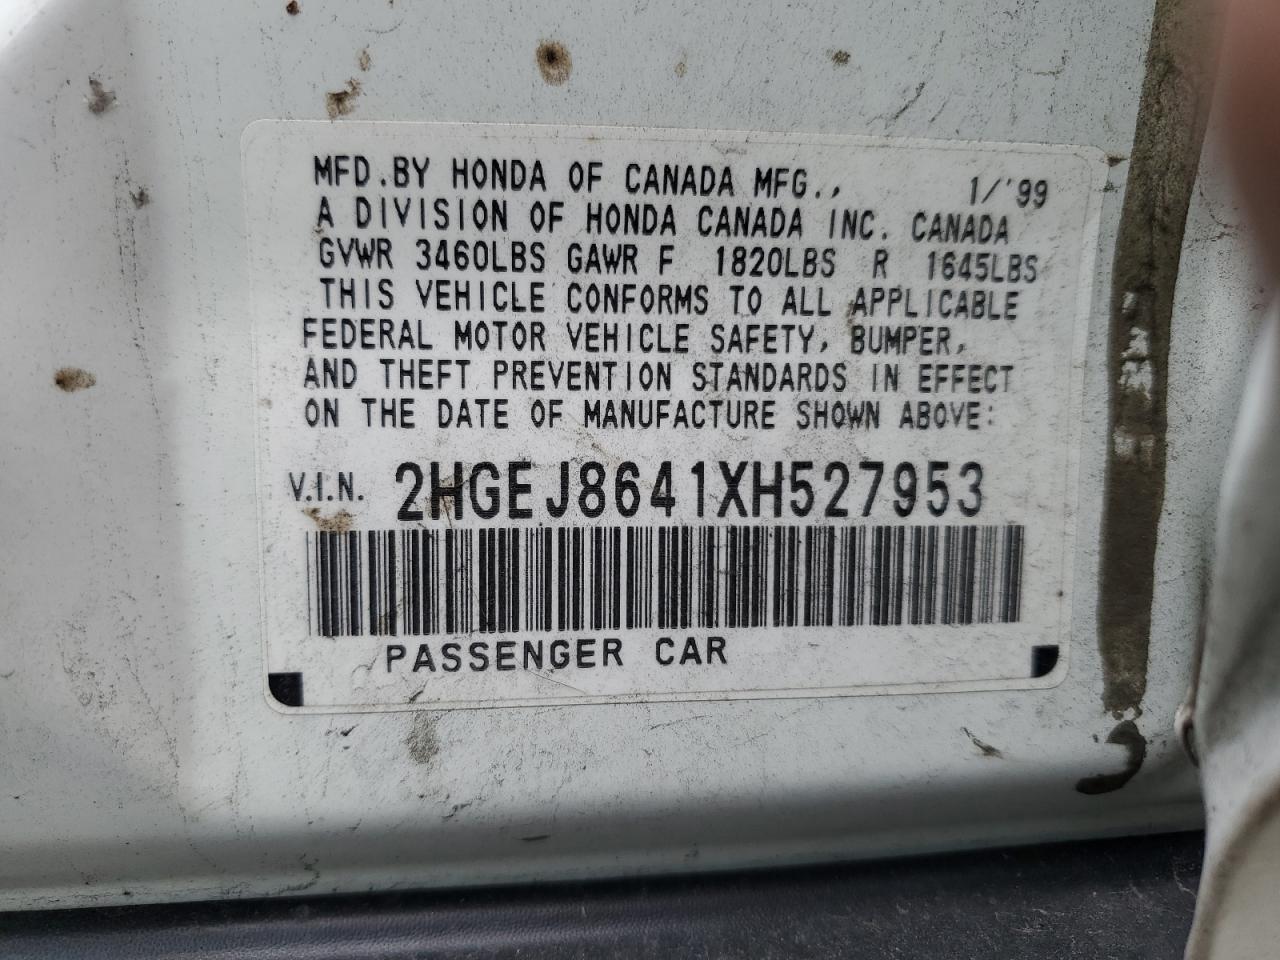 MFD.BY HONDA OF CANADA MFG., 1/'99
A DIVISION OF HONDA CANADA INC. CANADA
GVWR 3460LBS GAWR F 1820LBS R 1645LBS
THIS VEHICLE CONFORMS TO ALL APPLICABLE
FEDERAL MOTOR VEHICLE SAFETY, BUMPER,
AND THEFT PREVENTION STANDARDS IN EFFECT
ON THE DATE OF MANUFACTURE SHOWN ABOVE:
V.I.N. 2HGEJ8641XH527953
PASSENGER CAR